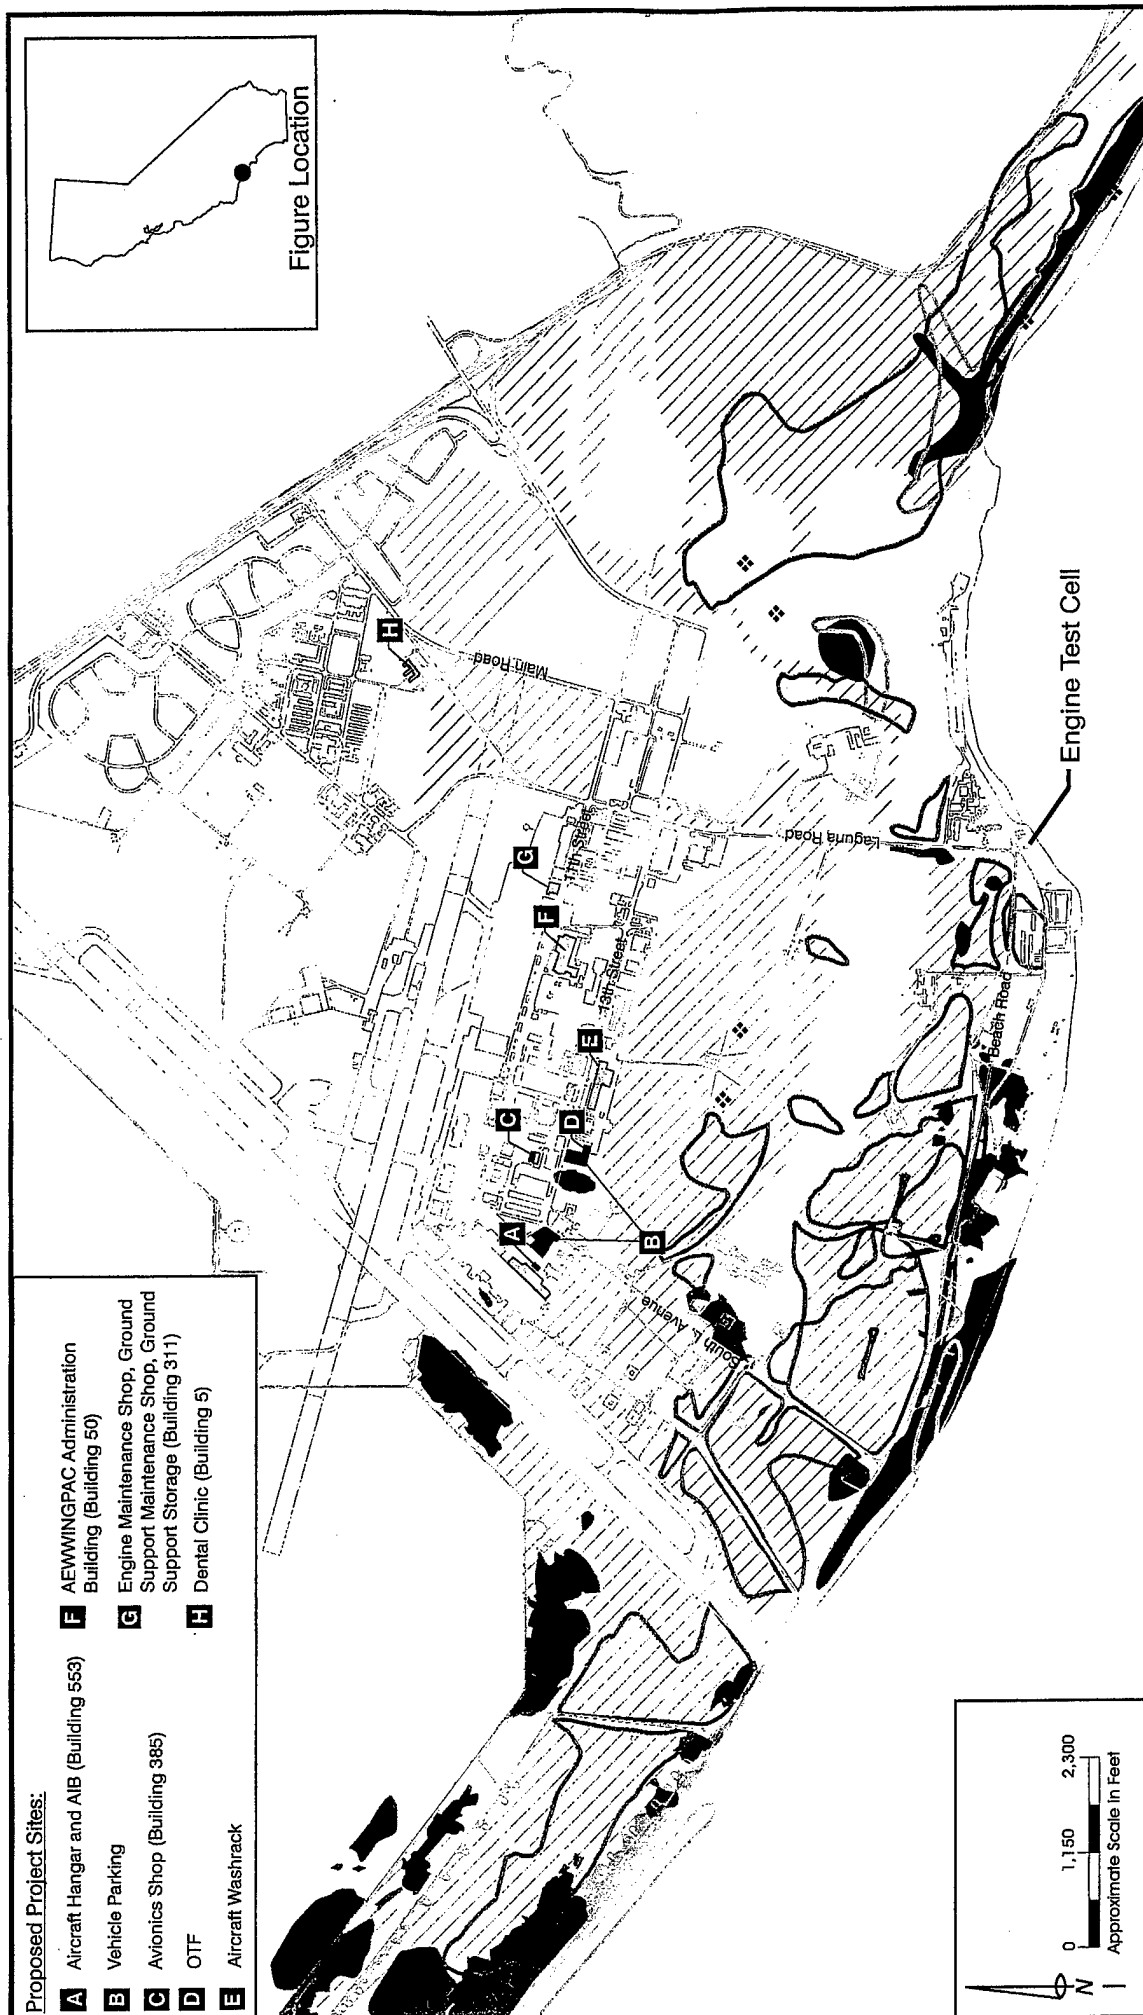 Proposed Project Sites:
A Aircraft Hangar and AIB (Building 553)
B Vehicle Parking
C Avionics Shop (Building 385)
D OTF
E Aircraft Washrack
F AEWWINGPAC Administration
Building (Building 50)
G Engine Maintenance Shop, Ground
Support Maintenance Shop, Ground
Support Storage (Building 311)
H Dental Clinic (Building 5)
Figure Location
A
B
C
D
E
F
G
H
Main Road
11th Street
13th Street
Laguna Road
South L Avenue
Beach Road
Engine Test Cell
N
0 1,150 2,300
Approximate Scale in Feet